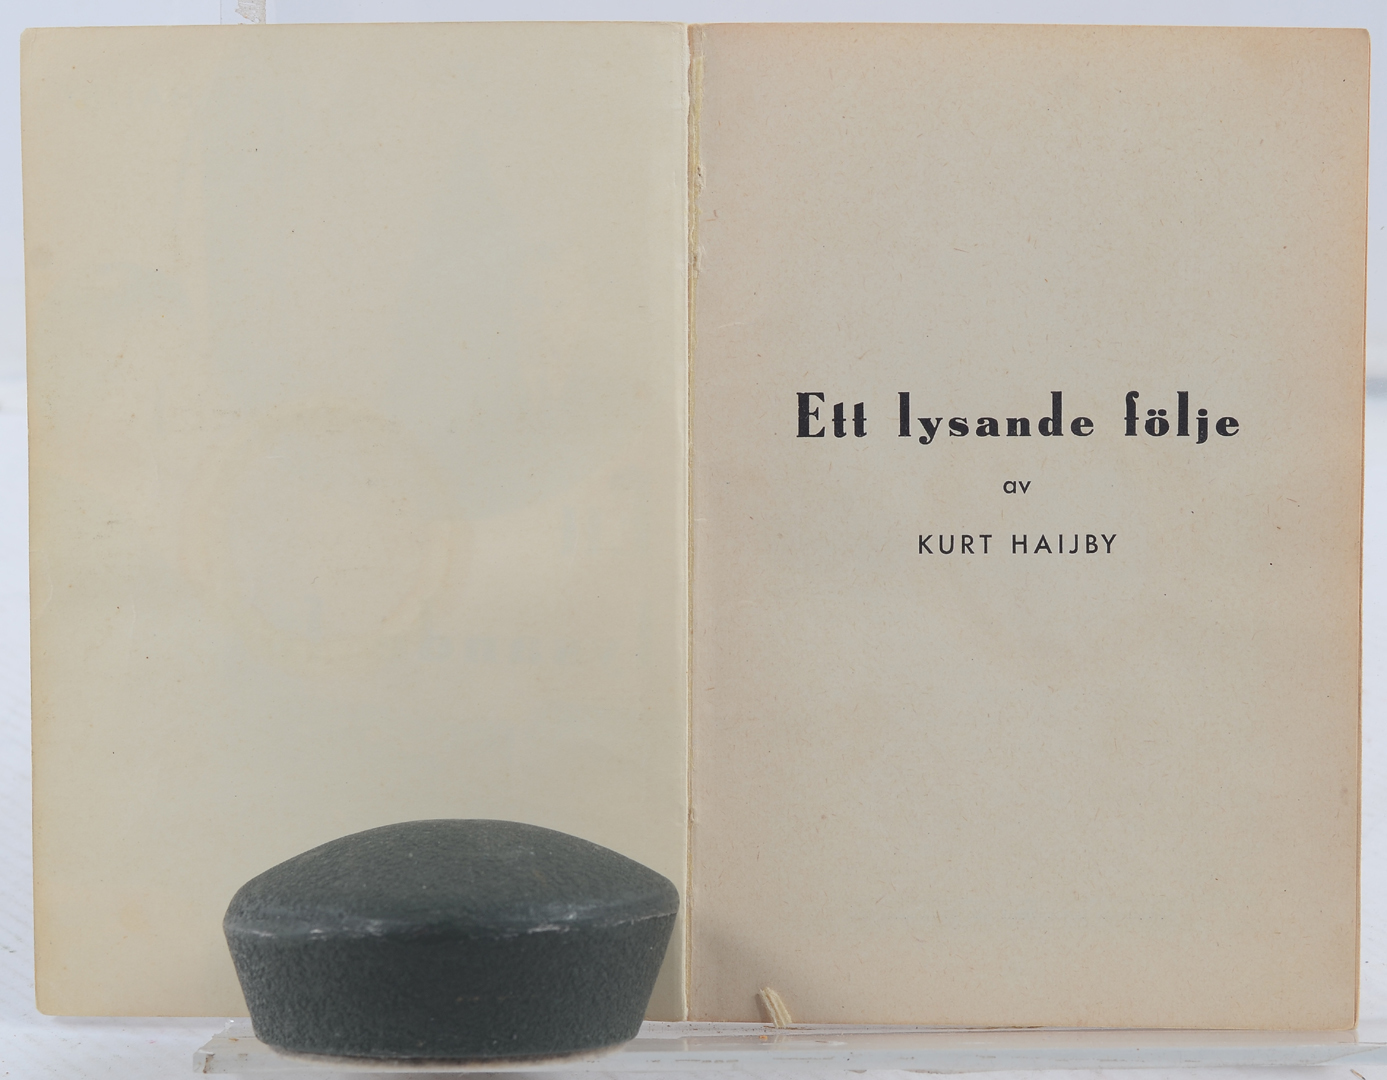 Ett lysande följe
av
KURT HAIJBY